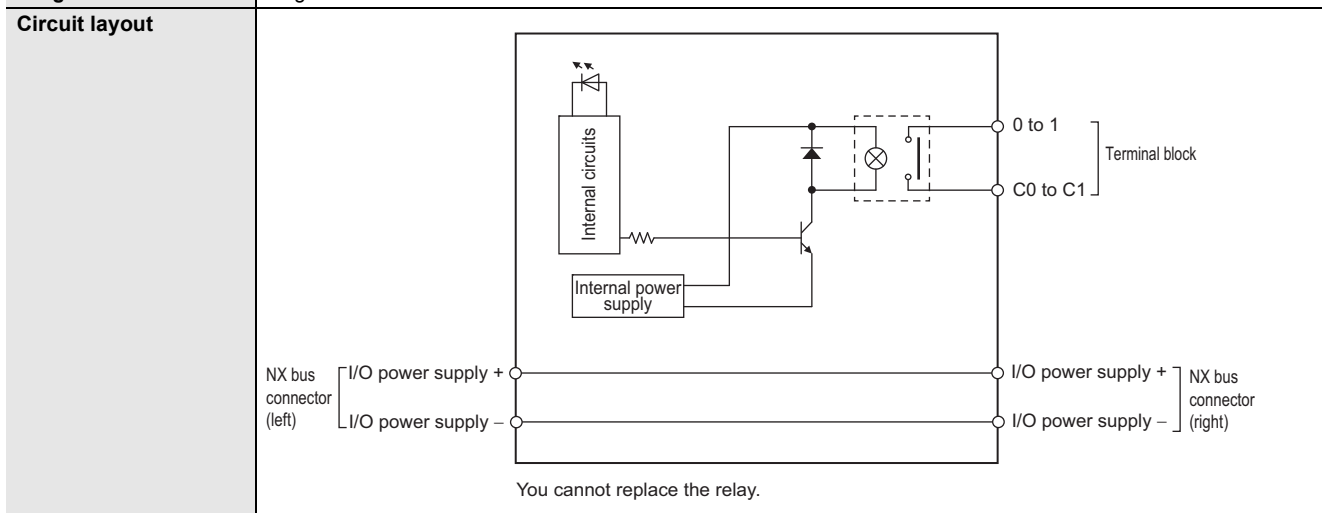 Circuit layout
Internal circuits
0 to 1
Terminal block
C0 to C1
Internal power
supply
NX bus
connector
(left)
I/O power supply +
I/O power supply –
I/O power supply +
I/O power supply –
NX bus
connector
(right)
You cannot replace the relay.